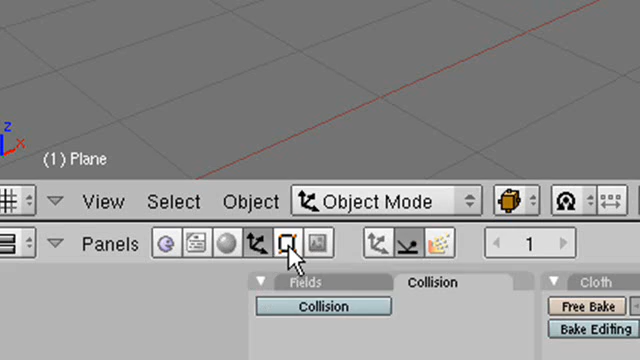 z
x
(1) Plane
View Select Object Object Mode
Panels 1
Fields Collision Cloth
Collision Free Bake
Bake Editing